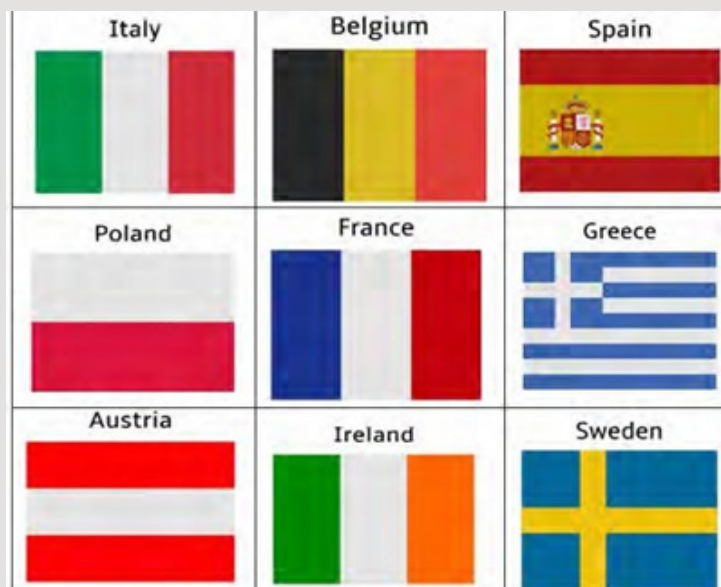 Italy
Belgium
Spain
Poland
France
Greece
Austria
Ireland
Sweden